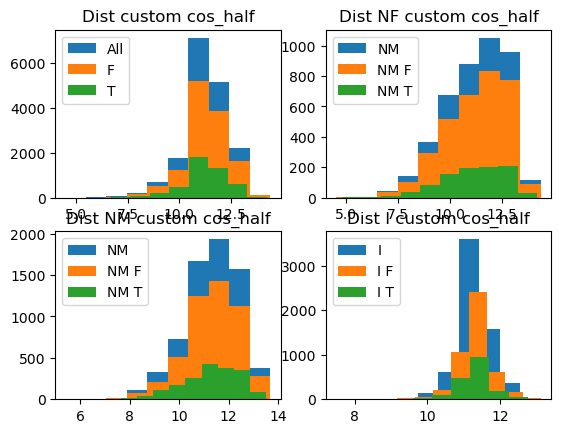 Dist custom cos_half
All
F
T
6000
4000
2000
0
5.0
7.5
10.0
12.5
Dist NF custom cos_half
NM
NM F
NM T
1000
800
600
400
200
0
5.0
7.5
10.0
12.5
Dist NM custom cos_half
NM
NM F
NM T
2000
1500
1000
500
0
6
8
10
12
14
Dist I custom cos_half
I
I F
I T
3000
2000
1000
0
8
10
12